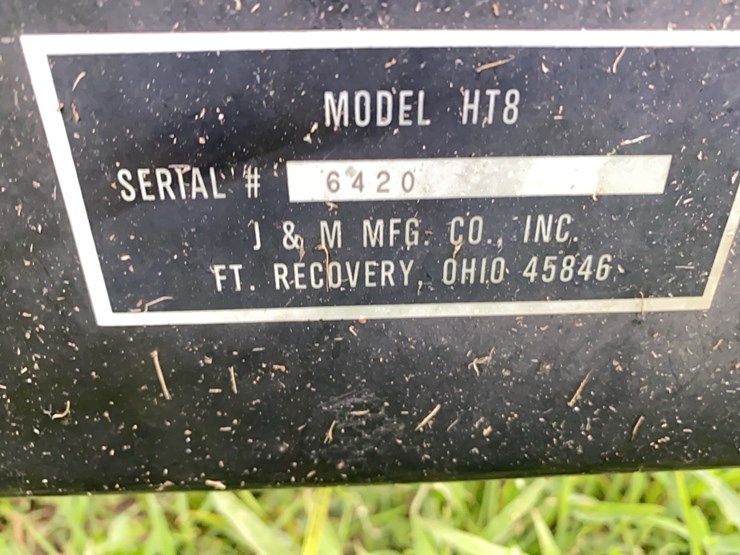 MODEL HT8
SERIAL # 6420
J & M MFG. CO., INC.
FT. RECOVERY, OHIO 45846